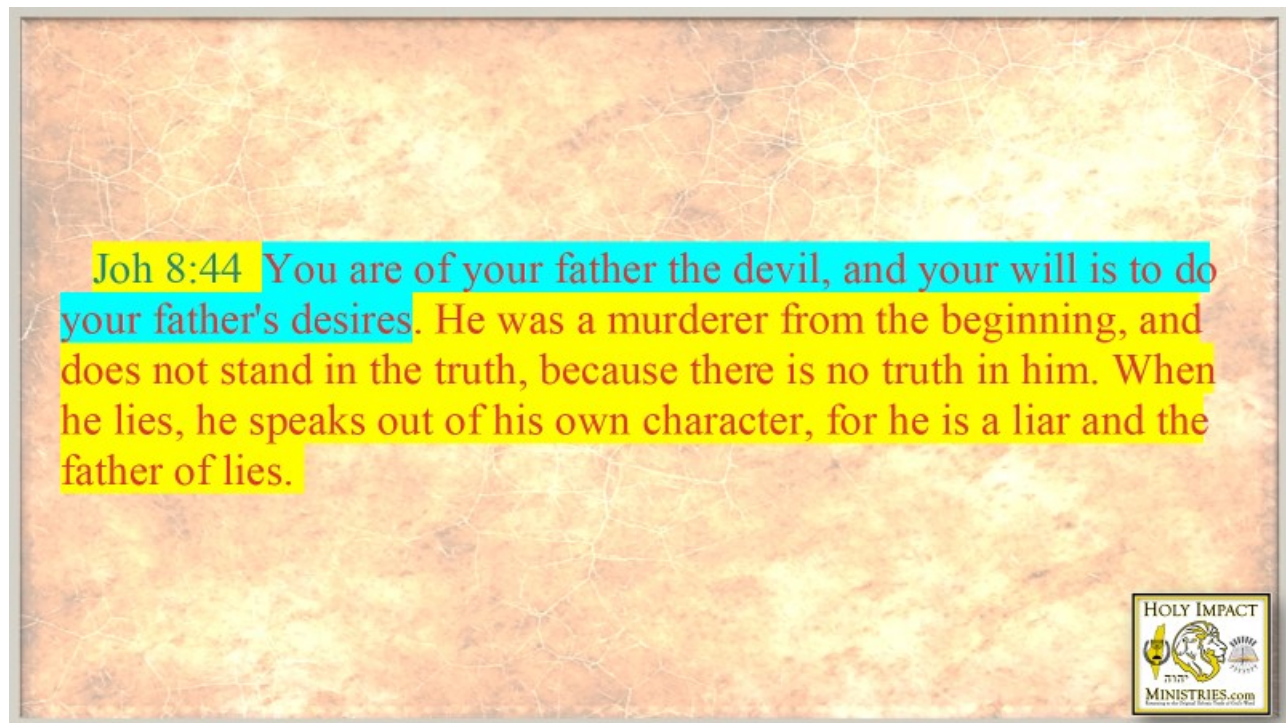 Joh 8:44 You are of your father the devil, and your will is to do
your father's desires. He was a murderer from the beginning, and
does not stand in the truth, because there is no truth in him. When
he lies, he speaks out of his own character, for he is a liar and the
father of lies.
HOLY IMPACT
יהוה
MINISTRIES.com